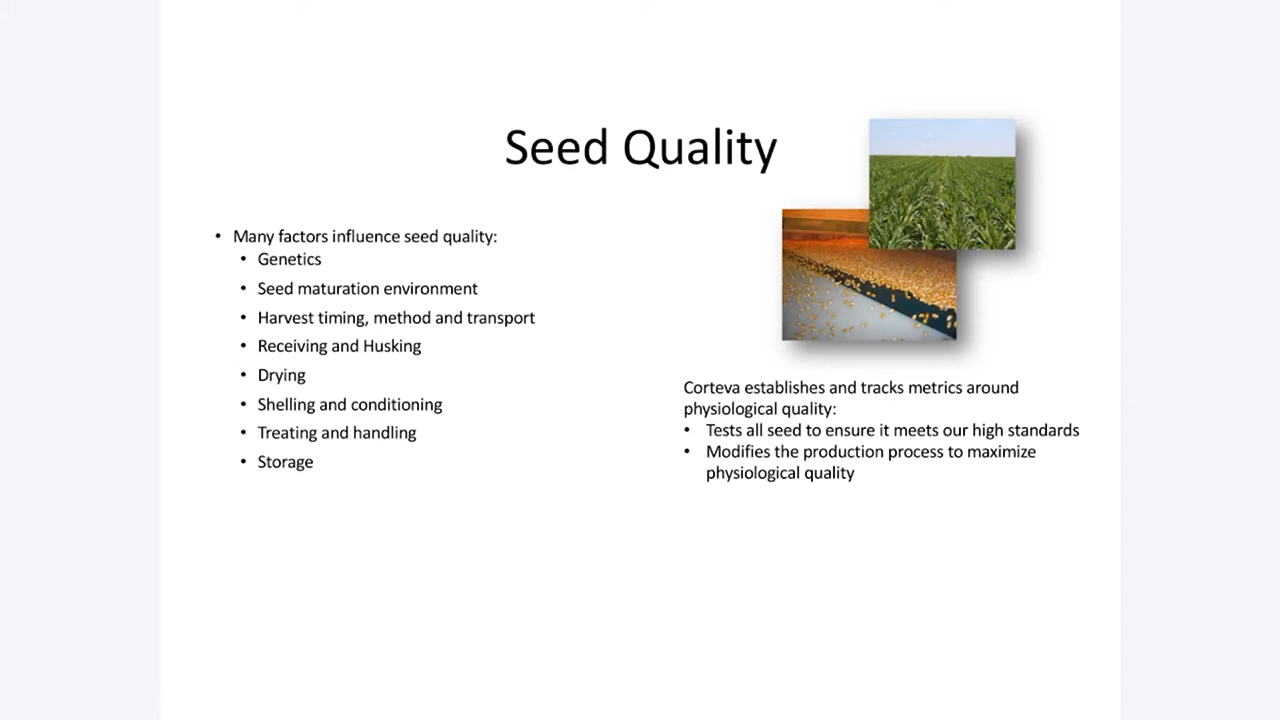 Seed Quality
• Many factors influence seed quality:
• Genetics
• Seed maturation environment
• Harvest timing, method and transport
• Receiving and Husking
• Drying
• Shelling and conditioning
• Treating and handling
• Storage
Corteva establishes and tracks metrics around
physiological quality:
• Tests all seed to ensure it meets our high standards
• Modifies the production process to maximize
physiological quality